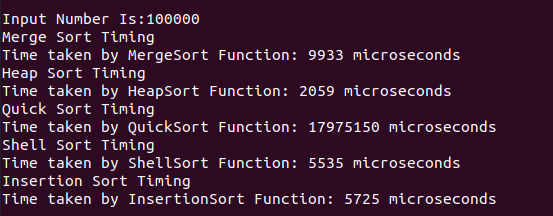 Input Number Is:100000
Merge Sort Timing
Time taken by MergeSort Function: 9933 microseconds
Heap Sort Timing
Time taken by HeapSort Function: 2059 microseconds
Quick Sort Timing
Time taken by QuickSort Function: 17975150 microseconds
Shell Sort Timing
Time taken by ShellSort Function: 5535 microseconds
Insertion Sort Timing
Time taken by InsertionSort Function: 5725 microseconds